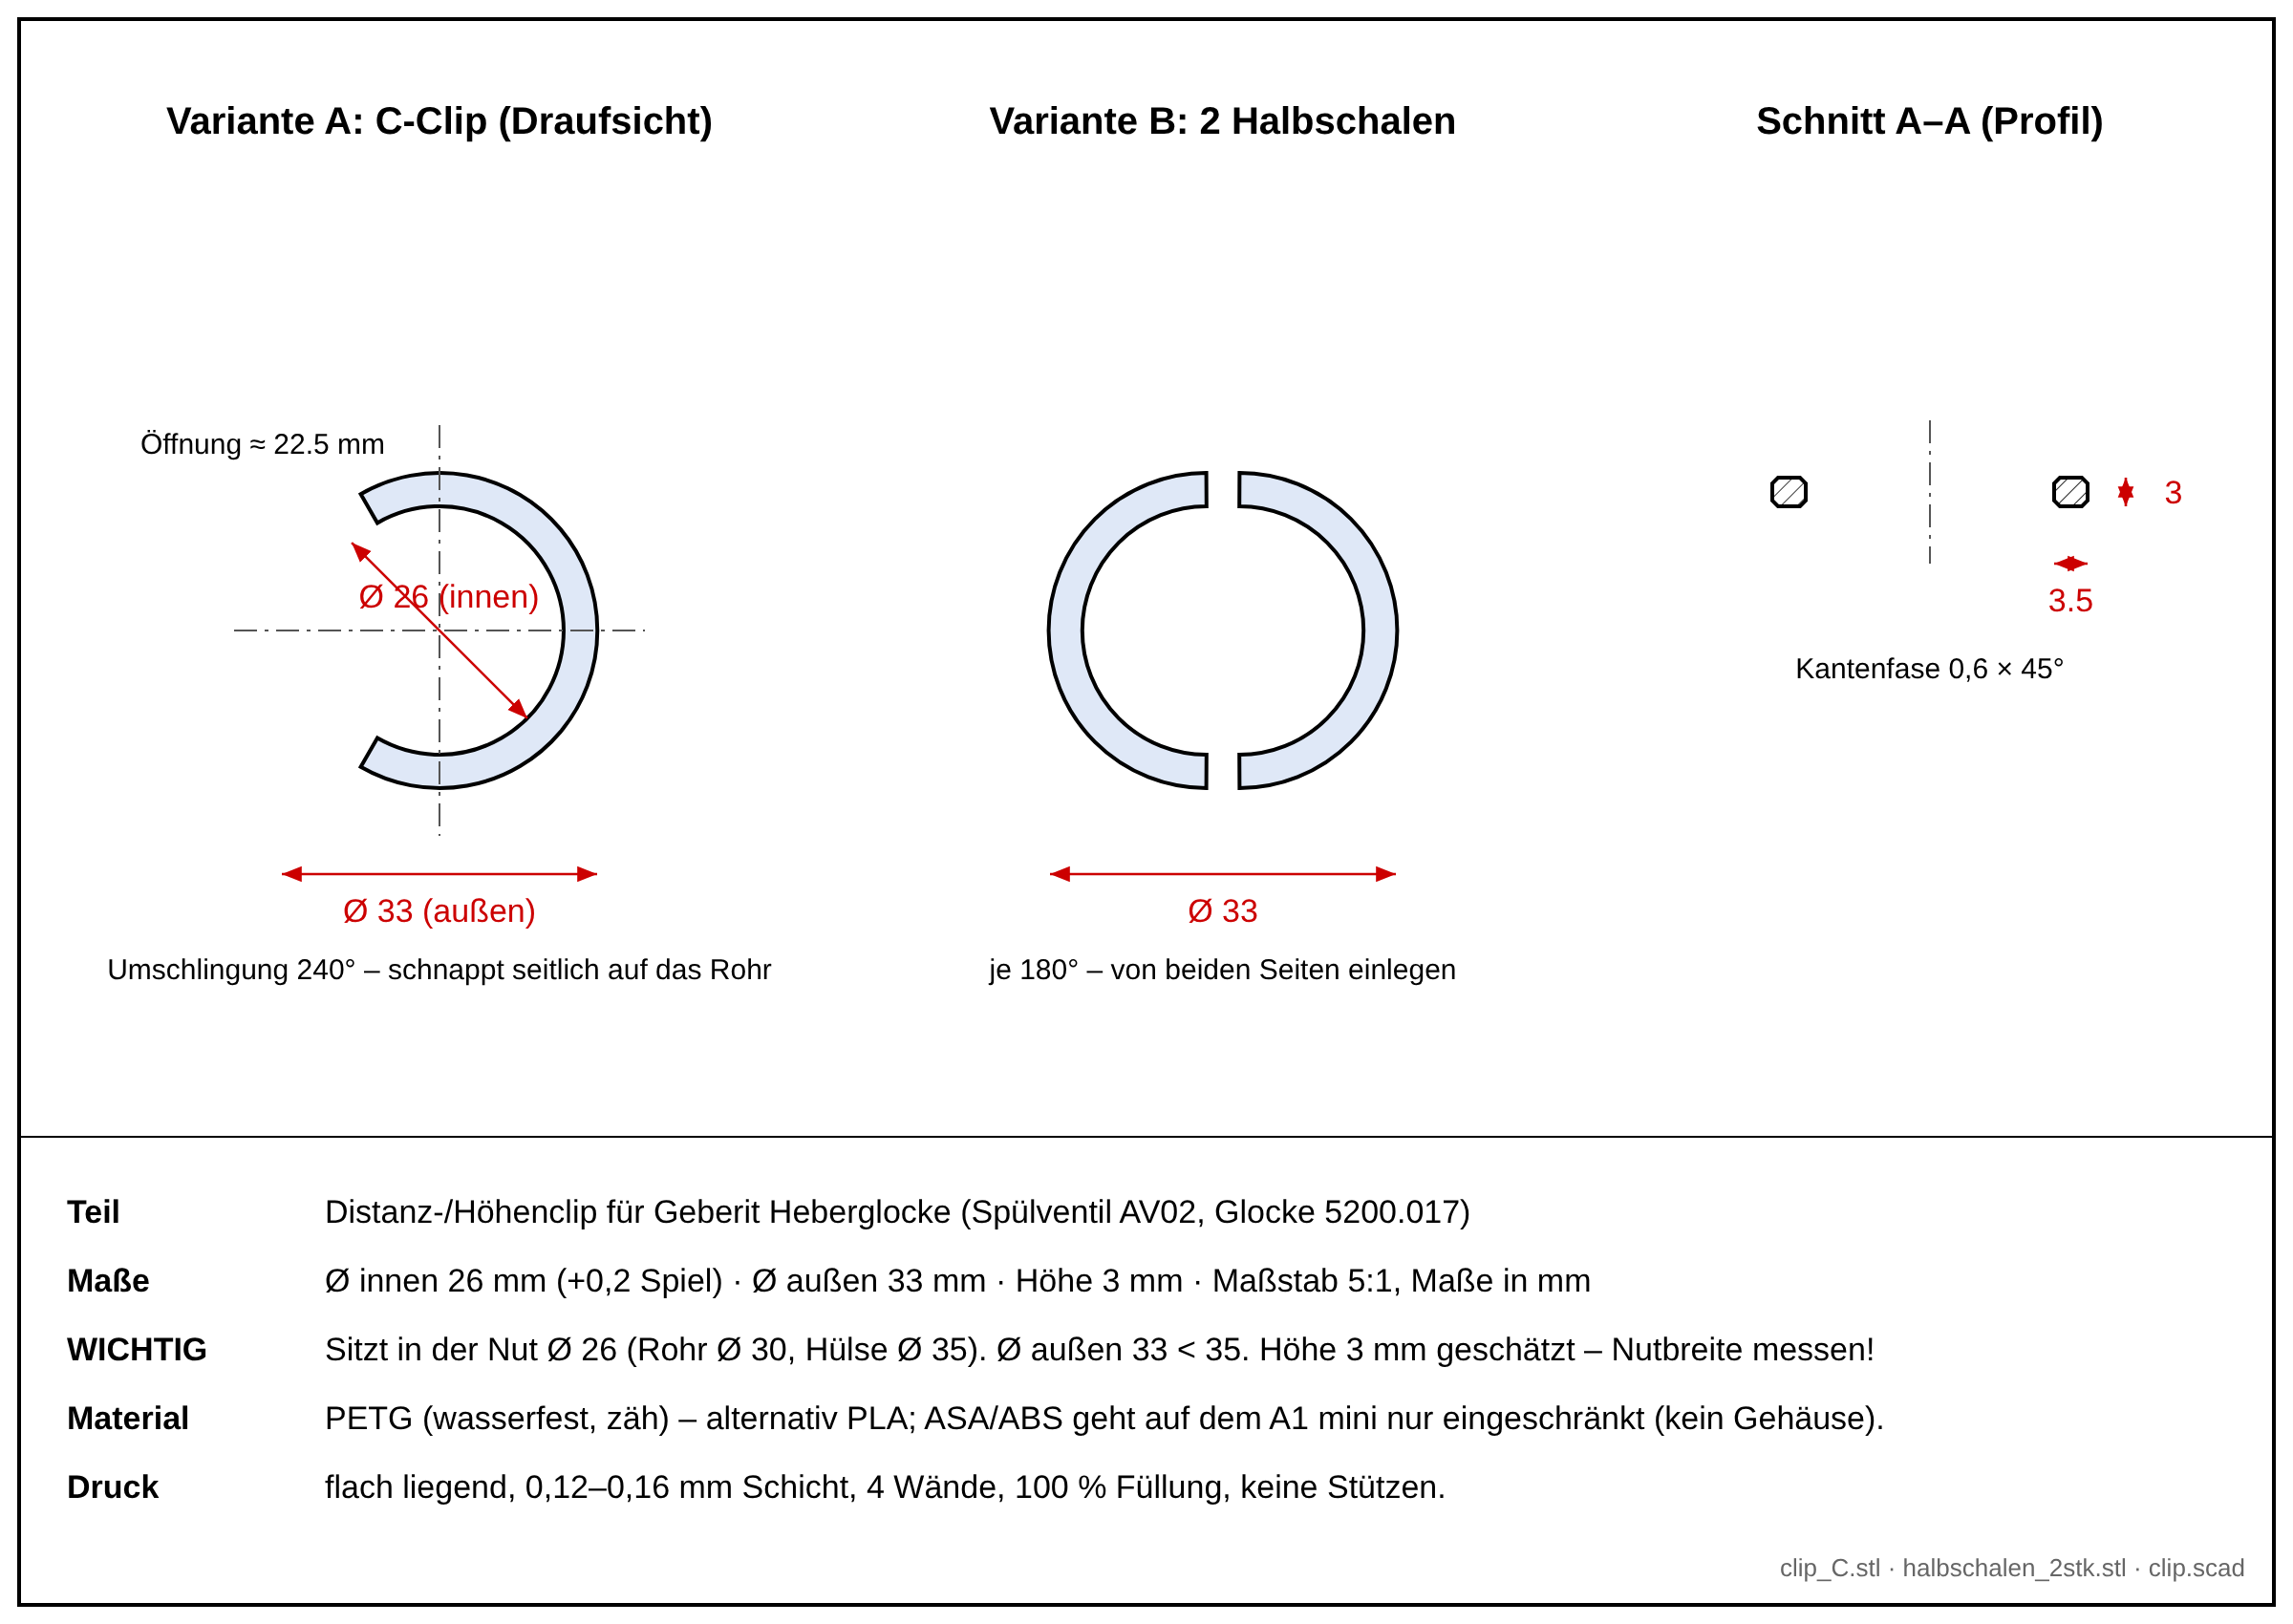 Variante A: C-Clip (Draufsicht)
Variante B: 2 Halbschalen
Schnitt A–A (Profil)
Öffnung ≈ 22.5 mm
Ø 26 (innen)
Ø 33 (außen)
Umschlingung 240° – schnappt seitlich auf das Rohr
Ø 33
je 180° – von beiden Seiten einlegen
3
3.5
Kantenfase 0,6 × 45°
Teil Distanz-/Höhenclip für Geberit Heberglocke (Spülventil AV02, Glocke 5200.017)
Maße Ø innen 26 mm (+0,2 Spiel) · Ø außen 33 mm · Höhe 3 mm · Maßstab 5:1, Maße in mm
WICHTIG Sitzt in der Nut Ø 26 (Rohr Ø 30, Hülse Ø 35). Ø außen 33 < 35. Höhe 3 mm geschätzt – Nutbreite messen!
Material PETG (wasserfest, zäh) – alternativ PLA; ASA/ABS geht auf dem A1 mini nur eingeschränkt (kein Gehäuse).
Druck flach liegend, 0,12–0,16 mm Schicht, 4 Wände, 100 % Füllung, keine Stützen.
clip_C.stl · halbschalen_2stk.stl · clip.scad